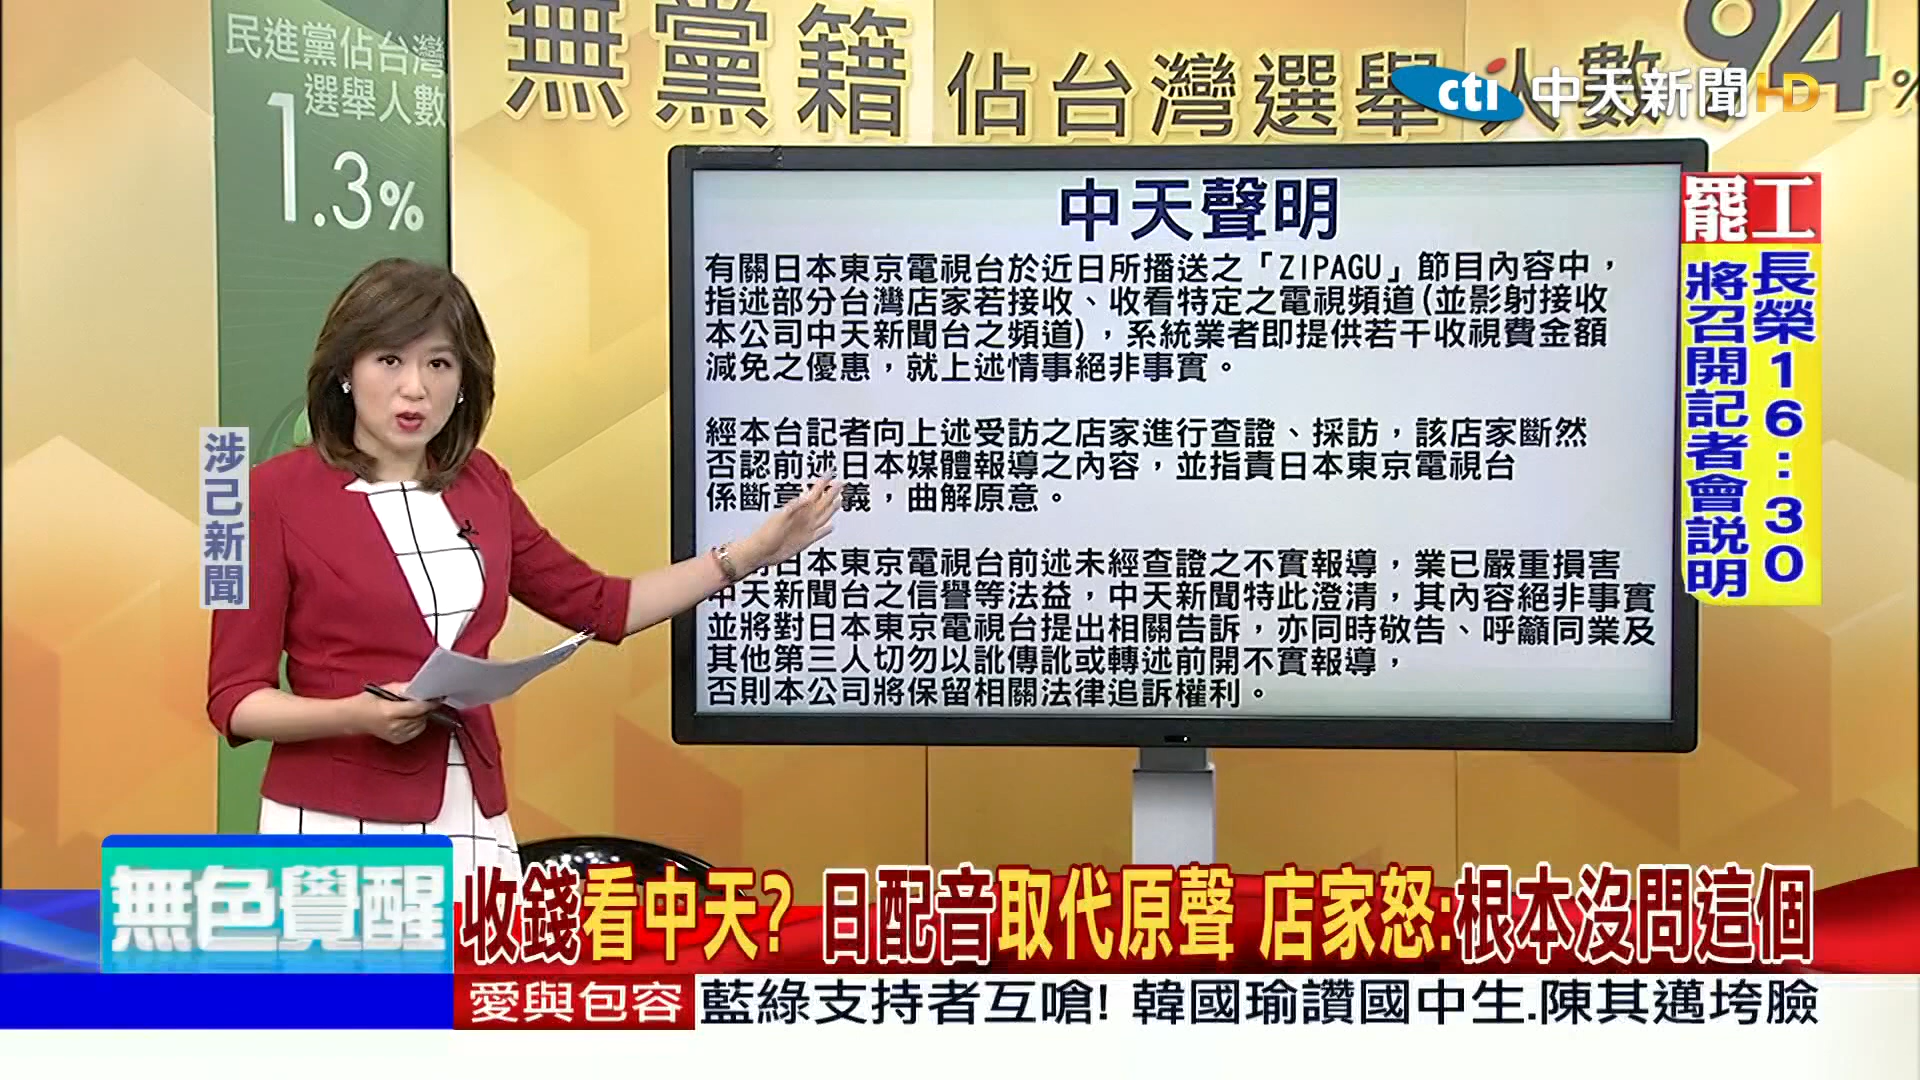 民進黨佔台灣
選舉人數
1.3%
無黨籍
佔台灣選舉人數
94%
cti 中天新聞HD
中天聲明
有關日本東京電視台於近日所播送之「ZIPAGU」節目內容中，
指述部分台灣店家若接收、收看特定之電視頻道(並影射接收
本公司中天新聞台之頻道)，系統業者即提供若干收視費金額
減免之優惠，就上述情事絕非事實。
經本台記者向上述受訪之店家進行查證、採訪，該店家斷然
否認前述日本媒體報導之內容，並指責日本東京電視台
係斷章 義，曲解原意。
日本東京電視台前述未經查證之不實報導，業已嚴重損害
中天新聞台之信譽等法益，中天新聞特此澄清，其內容絕非事實
並將對日本東京電視台提出相關告訴，亦同時敬告、呼籲同業及
其他第三人切勿以訛傳訛或轉述前開不實報導，
否則本公司將保留相關法律追訴權利。
罷工
長榮16:30
將召開記者會說明
涉己新聞
無色覺醒
收錢看中天? 日配音取代原聲 店家怒:根本沒問這個
愛與包容 藍綠支持者互嗆! 韓國瑜讚國中生.陳其邁垮臉